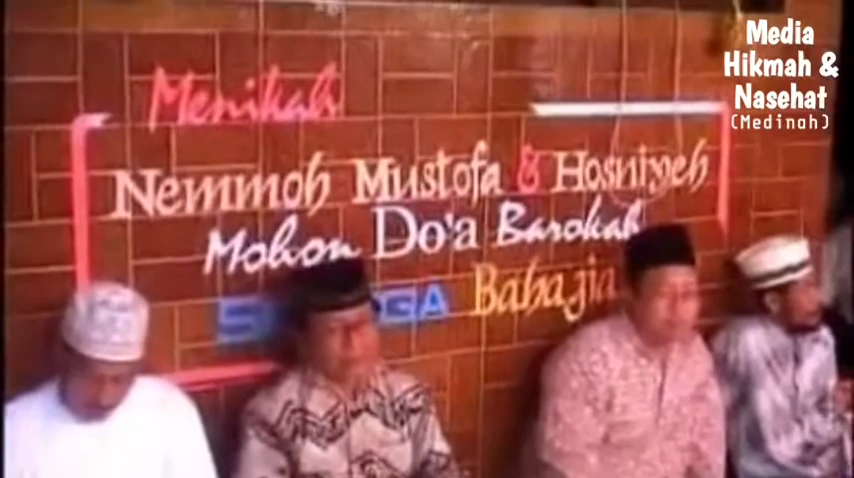 Media
Hikmah &
Nasehat
(Medinah)
Menikah
Nemmoh Mustofa & Hosniyeh
Mohon Do'a Barokah
Bahagia